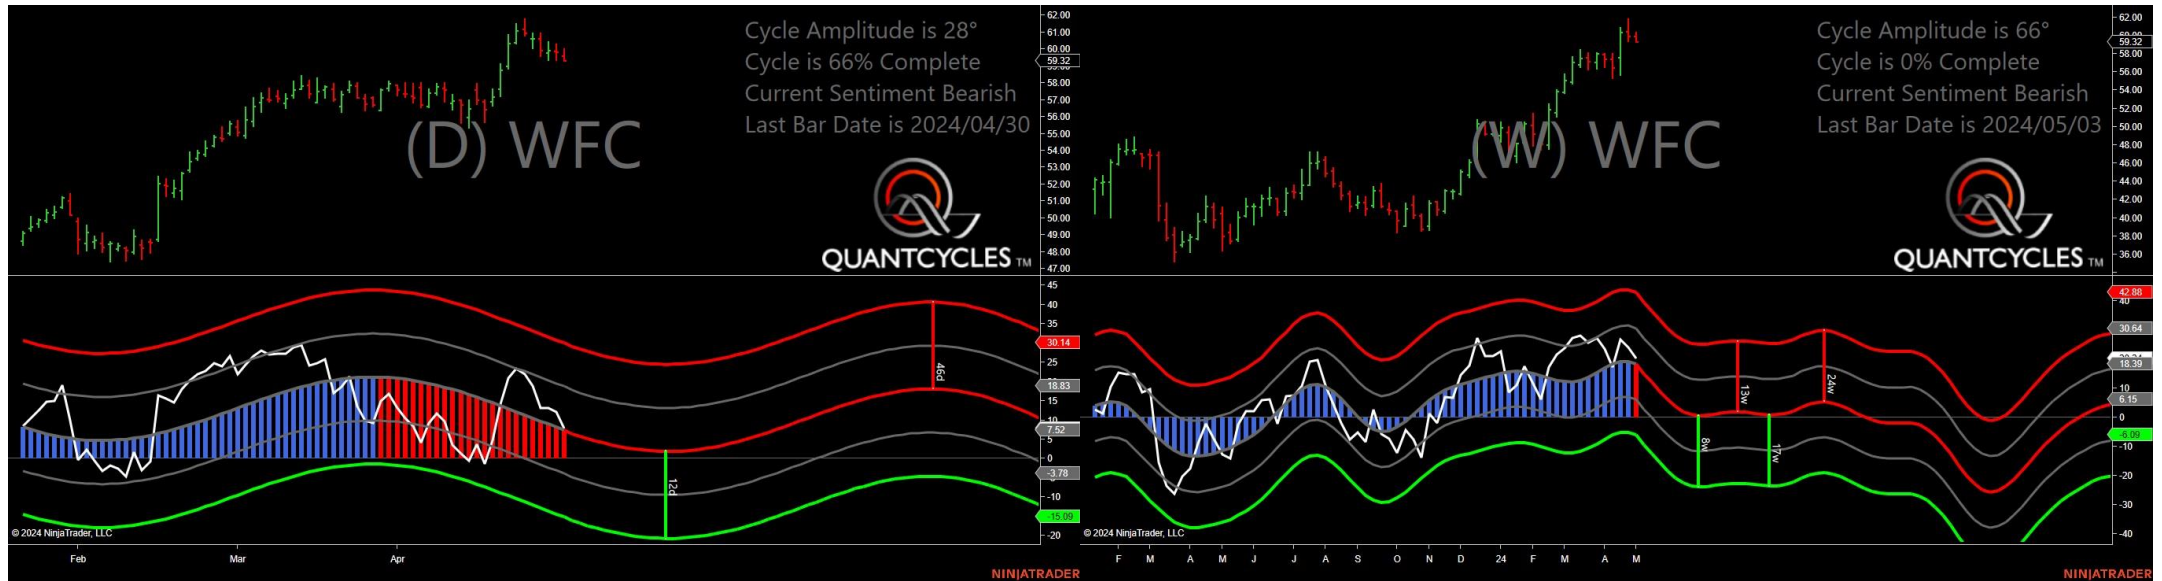 Cycle Amplitude is 28°
Cycle is 66% Complete
Current Sentiment Bearish
Last Bar Date is 2024/04/30
(D) WFC
QUANTCYCLES TM
62.00
61.00
60.00
59.32
58.00
57.00
56.00
55.00
54.00
53.00
52.00
51.00
50.00
49.00
48.00
47.00
45
40
35
30.14
25
18.83
15
10
7.52
5
0
-3.78
-10
-15.09
-20
46d
12d
© 2024 NinjaTrader, LLC
Feb Mar Apr
NINJATRADER
Cycle Amplitude is 66°
Cycle is 0% Complete
Current Sentiment Bearish
Last Bar Date is 2024/05/03
(W) WFC
QUANTCYCLES TM
62.00
59.32
58.00
56.00
54.00
52.00
50.00
48.00
46.00
44.00
42.00
40.00
38.00
36.00
42.88
40
30.64
18.39
10
6.15
0
-6.09
-10
-20
-30
-40
13w
24w
8w
17w
© 2024 NinjaTrader, LLC
F M A M J J A S O N D 24 F M A M
NINJATRADER